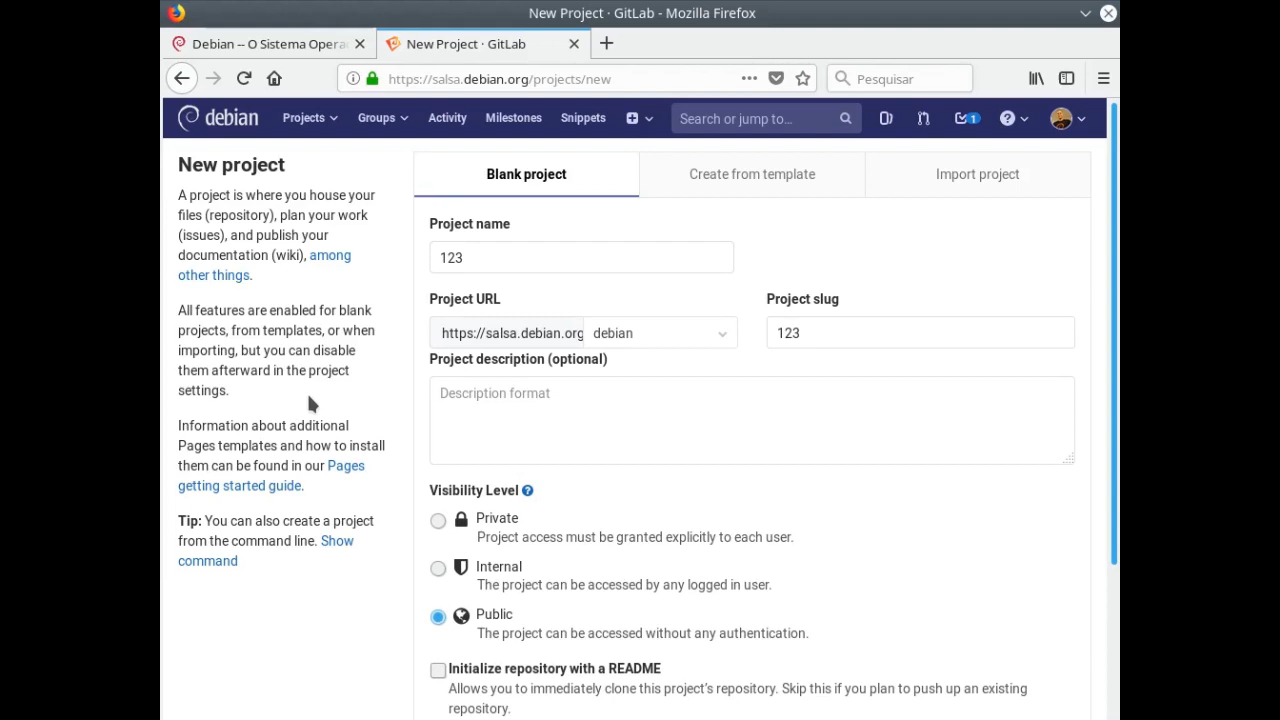 New Project · GitLab - Mozilla Firefox
Debian -- O Sistema Opera
New Project · GitLab
https://salsa.debian.org/projects/new
Pesquisar
debian
Projects
Groups
Activity
Milestones
Snippets
Search or jump to…
1
New project
A project is where you house your
files (repository), plan your work
(issues), and publish your
documentation (wiki), among
other things.
All features are enabled for blank
projects, from templates, or when
importing, but you can disable
them afterward in the project
settings.
Information about additional
Pages templates and how to install
them can be found in our Pages
getting started guide.
Tip: You can also create a project
from the command line. Show
command
Blank project
Create from template
Import project
Project name
123
Project URL
Project slug
https://salsa.debian.org
debian
123
Project description (optional)
Description format
Visibility Level
Private
Project access must be granted explicitly to each user.
Internal
The project can be accessed by any logged in user.
Public
The project can be accessed without any authentication.
Initialize repository with a README
Allows you to immediately clone this project's repository. Skip this if you plan to push up an existing
repository.